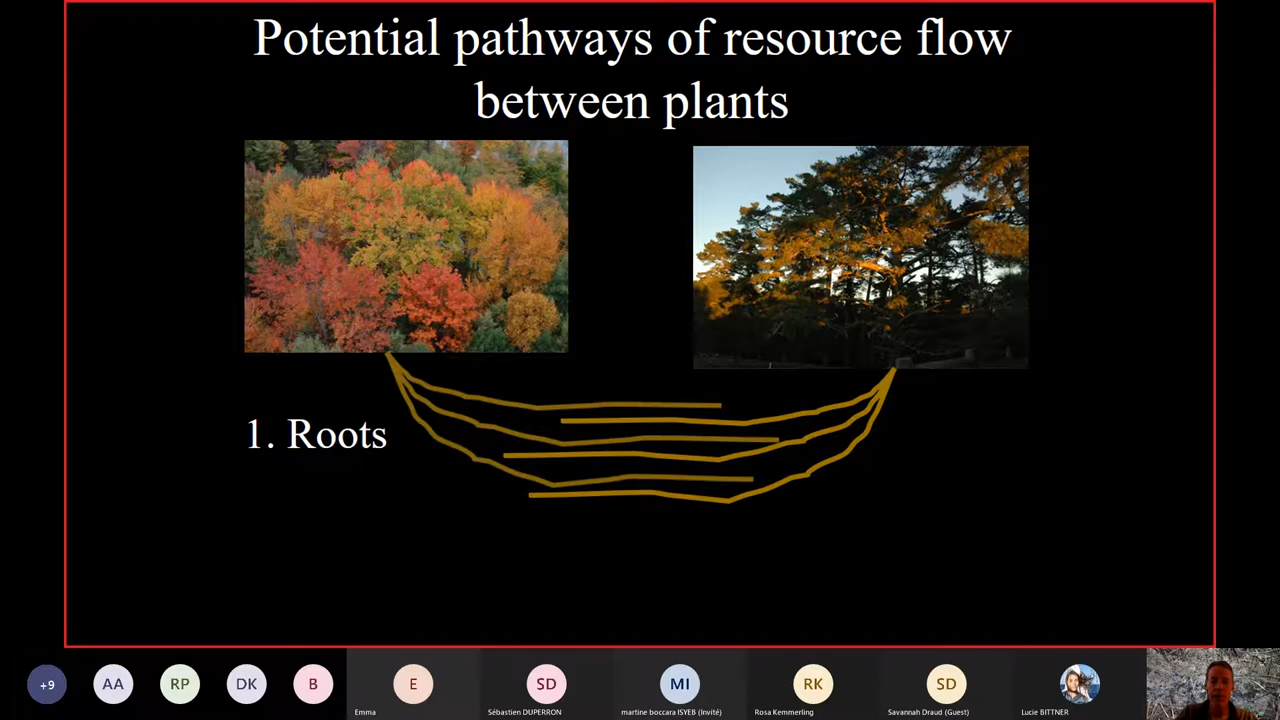 Potential pathways of resource flow
between plants
1. Roots
+9
AA
RP
DK
B
E
SD
MI
RK
SD
Emma
Sébastien DUPERRON
martine boccara ISYEB (Invité)
Rosa Kemmerling
Savannah Draud (Guest)
Lucie BITTNER